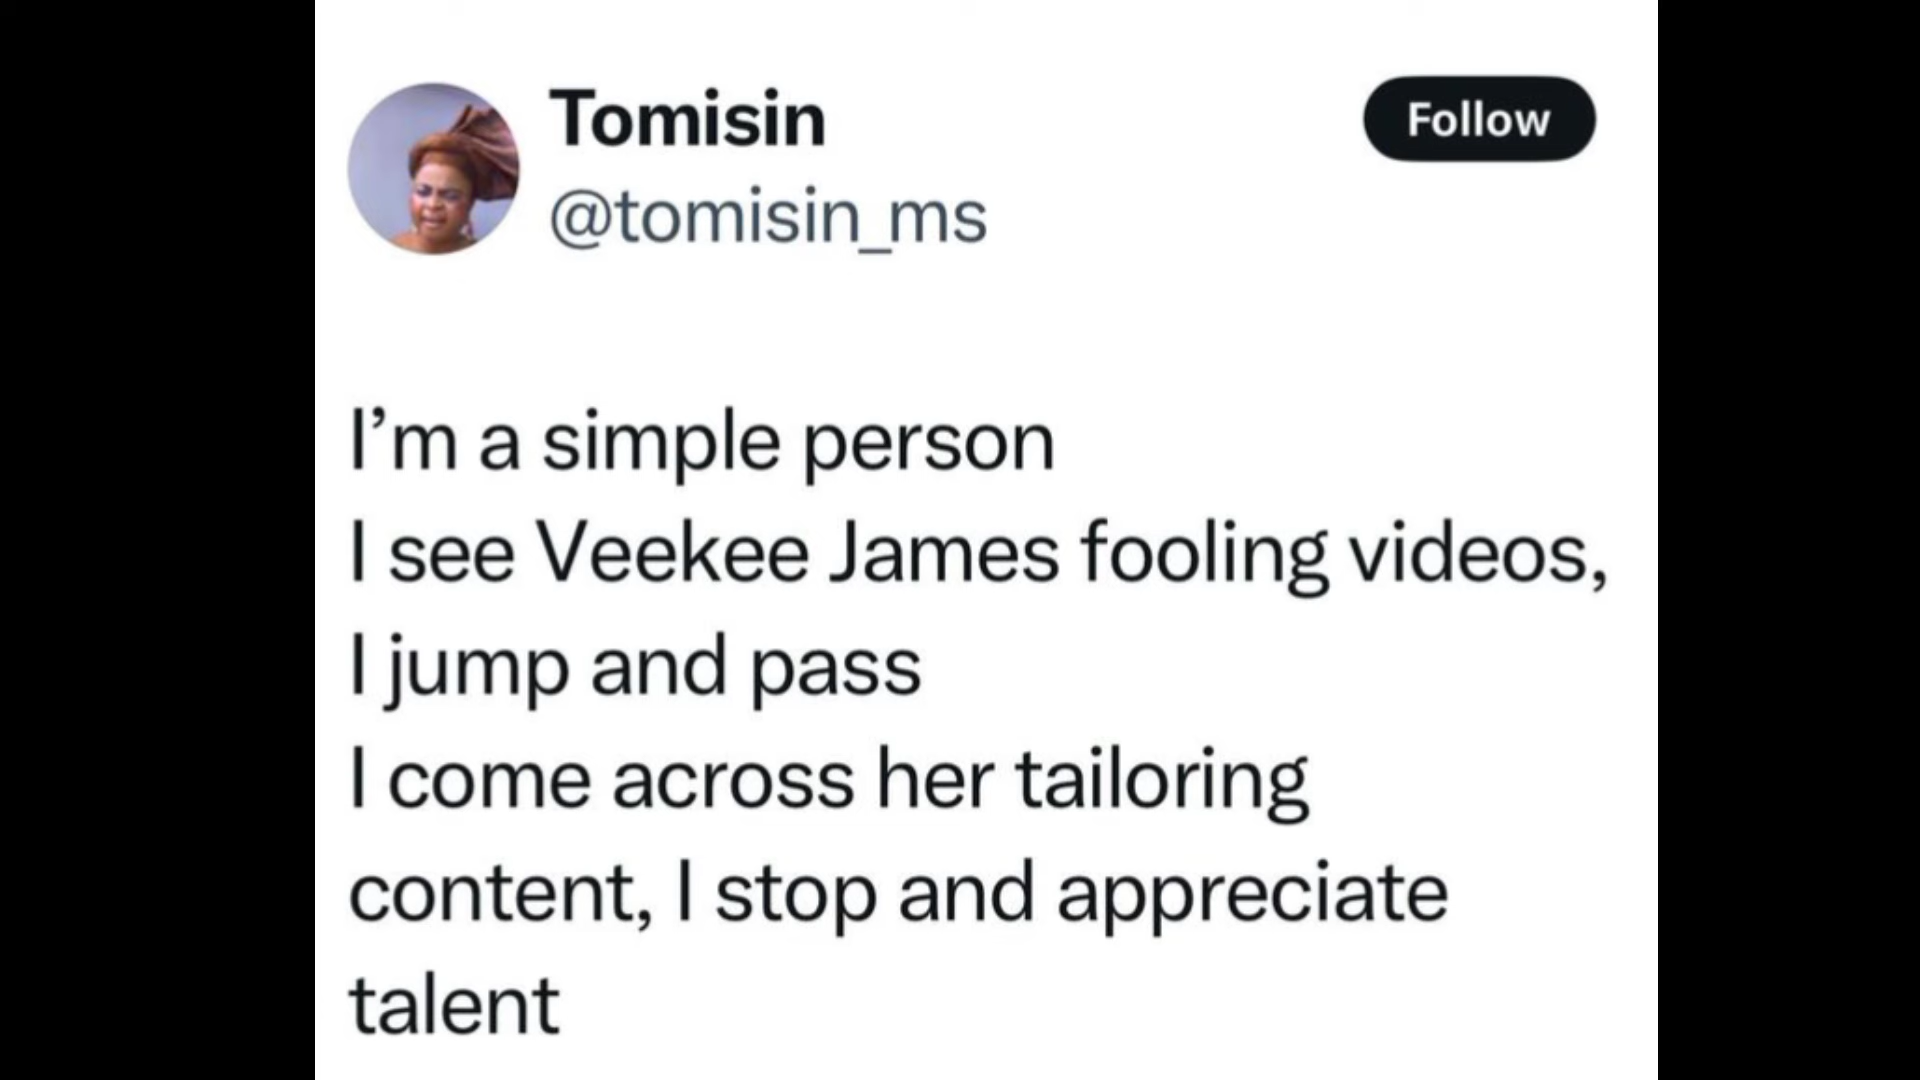 Tomisin
Follow
@tomisin_ms
I’m a simple person
I see Veekee James fooling videos,
I jump and pass
I come across her tailoring
content, I stop and appreciate
talent